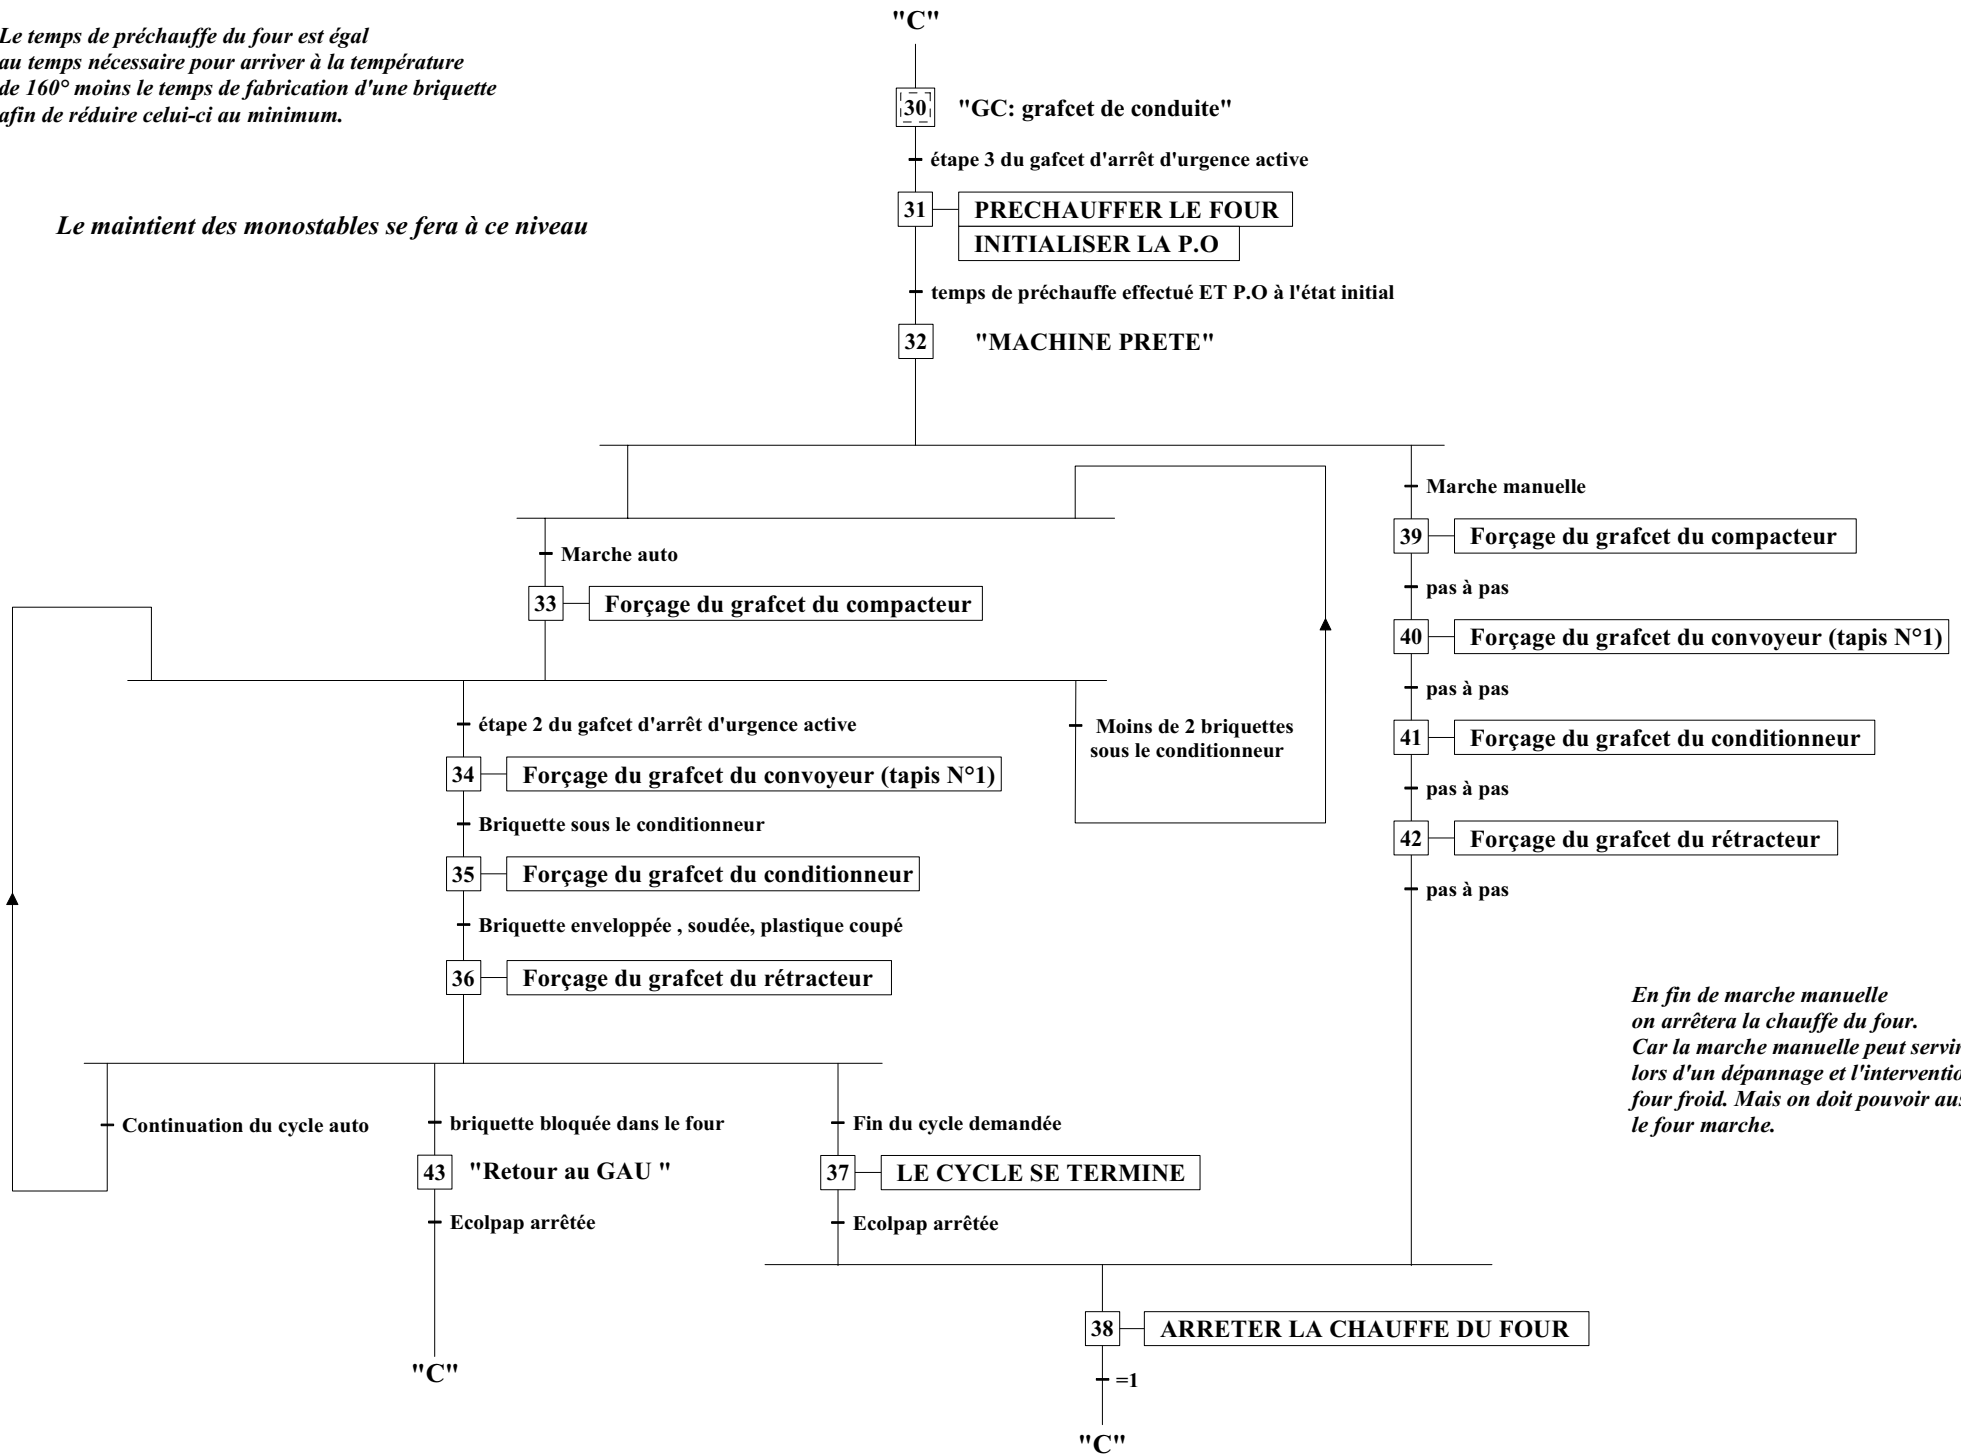 "C"
Le temps de préchauffe du four est égal
au temps nécessaire pour arriver à la température
de 160° moins le temps de fabrication d'une briquette
afin de réduire celui-ci au minimum.
30 "GC: grafcet de conduite"
étape 3 du gafcet d'arrêt d'urgence active
Le maintient des monostables se fera à ce niveau
31 PRECHAUFFER LE FOUR
INITIALISER LA P.O
temps de préchauffe effectué ET P.O à l'état initial
32 "MACHINE PRETE"
Marche auto
33 Forçage du grafcet du compacteur
étape 2 du gafcet d'arrêt d'urgence active
Moins de 2 briquettes
sous le conditionneur
34 Forçage du grafcet du convoyeur (tapis N°1)
Briquette sous le conditionneur
35 Forçage du grafcet du conditionneur
Briquette enveloppée , soudée, plastique coupé
36 Forçage du grafcet du rétracteur
Marche manuelle
39 Forçage du grafcet du compacteur
pas à pas
40 Forçage du grafcet du convoyeur (tapis N°1)
pas à pas
41 Forçage du grafcet du conditionneur
pas à pas
42 Forçage du grafcet du rétracteur
pas à pas
En fin de marche manuelle
on arrêtera la chauffe du four.
Car la marche manuelle peut servir
lors d'un dépannage et l'interventio
four froid. Mais on doit pouvoir aus
le four marche.
Continuation du cycle auto
briquette bloquée dans le four
43 "Retour au GAU "
Ecolpap arrêtée
"C"
Fin du cycle demandée
37 LE CYCLE SE TERMINE
Ecolpap arrêtée
38 ARRETER LA CHAUFFE DU FOUR
=1
"C"